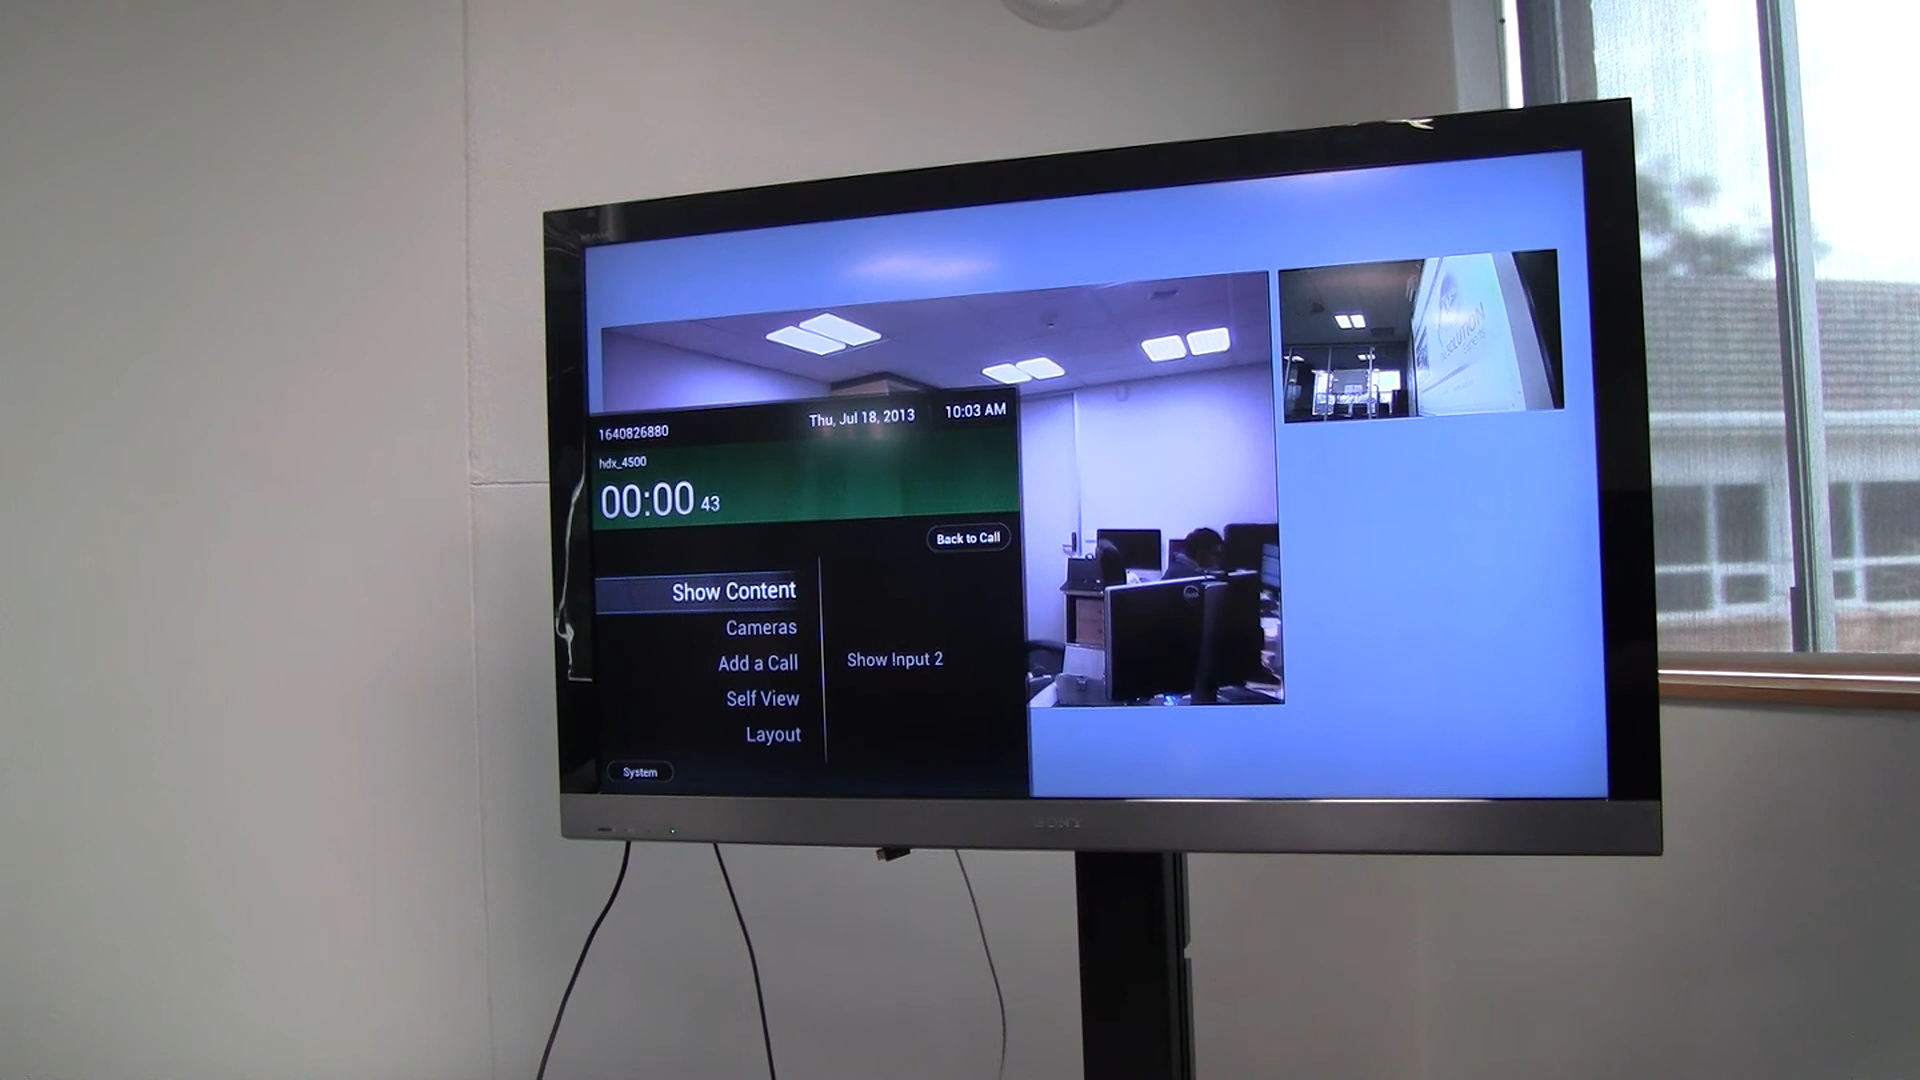 Thu, Jul 18, 2013 10:03 AM
1640826880
hdx_4500
00:00 43
Back to Call
Show Content
Cameras
Add a Call
Self View
Layout
Show Input 2
System
SONY